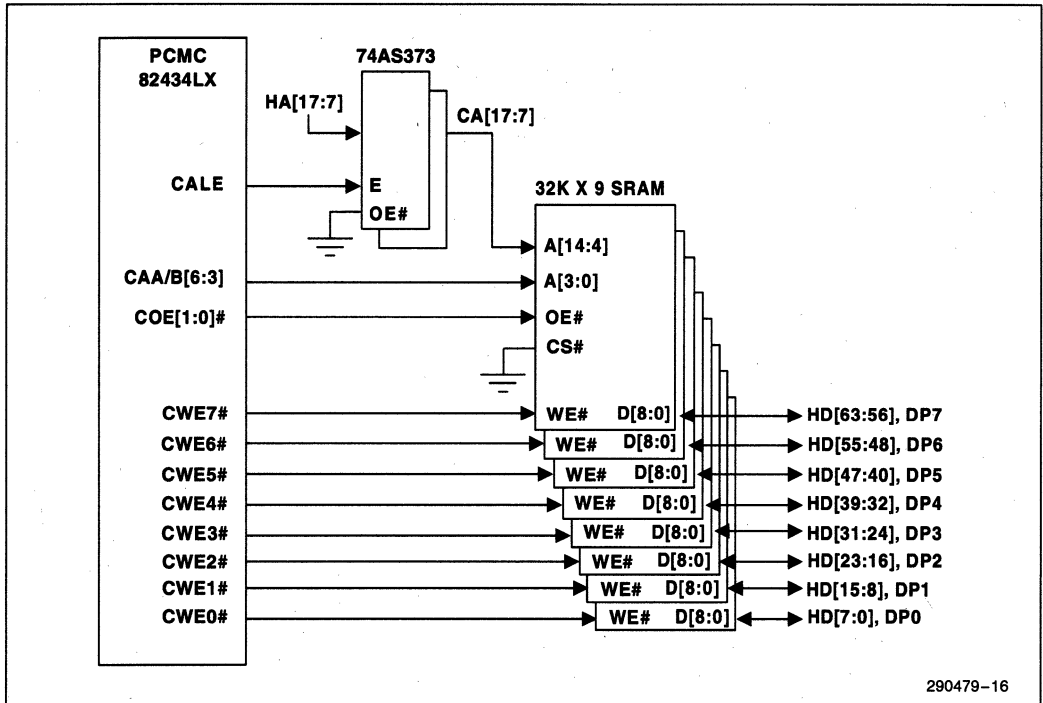 PCMC
82434LX
74AS373
HA[17:7]
CA[17:7]
CALE
E
OE#
32K X 9 SRAM
A[14:4]
CAA/B[6:3]
A[3:0]
COE[1:0]#
OE#
CS#
CWE7# WE# D[8:0] HD[63:56], DP7
CWE6# WE# D[8:0] HD[55:48], DP6
CWE5# WE# D[8:0] HD[47:40], DP5
CWE4# WE# D[8:0] HD[39:32], DP4
CWE3# WE# D[8:0] HD[31:24], DP3
CWE2# WE# D[8:0] HD[23:16], DP2
CWE1# WE# D[8:0] HD[15:8], DP1
CWE0# WE# D[8:0] HD[7:0], DP0
290479-16